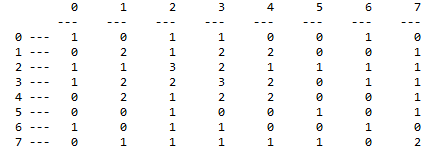 0 1 2 3 4 5 6 7
--- --- --- --- --- --- --- ---
0 --- 1 0 1 1 0 0 1 0
1 --- 0 2 1 2 2 0 0 1
2 --- 1 1 3 2 1 1 1 1
3 --- 1 2 2 3 2 0 1 1
4 --- 0 2 1 2 2 0 0 1
5 --- 0 0 1 0 0 1 0 1
6 --- 1 0 1 1 0 0 1 0
7 --- 0 1 1 1 1 1 0 2